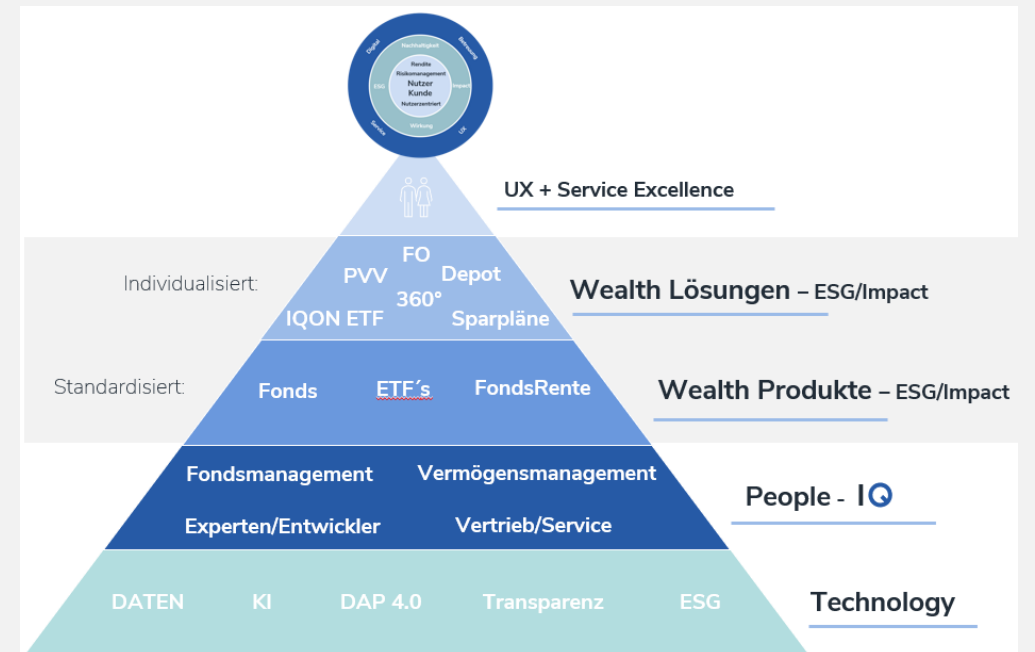 Digital
Betreuung
Nachhaltigkeit
Rendite
Risikomanagement
ESG
Nutzer
Impact
Kunde
Nutzerzentriert
Wirkung
Service
UX
UX + Service Excellence
FO
Individualisiert:
PVV
Depot
Wealth Lösungen – ESG/Impact
360°
IQON ETF
Sparpläne
Standardisiert:
Fonds
ETF´s
FondsRente
Wealth Produkte – ESG/Impact
Fondsmanagement
Vermögensmanagement
People - IQ
Experten/Entwickler
Vertrieb/Service
DATEN
KI
DAP 4.0
Transparenz
ESG
Technology